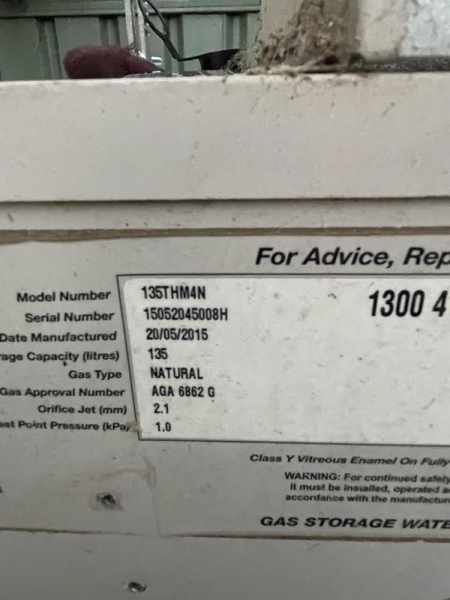 For Advice, Rep
1300 4
Model Number 135THM4N
Serial Number 15052045008H
Date Manufactured 20/05/2015
rage Capacity (litres) 135
Gas Type NATURAL
Gas Approval Number AGA 6862 G
Orifice Jet (mm) 2.1
est Point Pressure (kPa) 1.0
Class Y Vitreous Enamel On Fully
WARNING: For continued safety
it must be installed, operated a
accordance with the manufactur
GAS STORAGE WATE